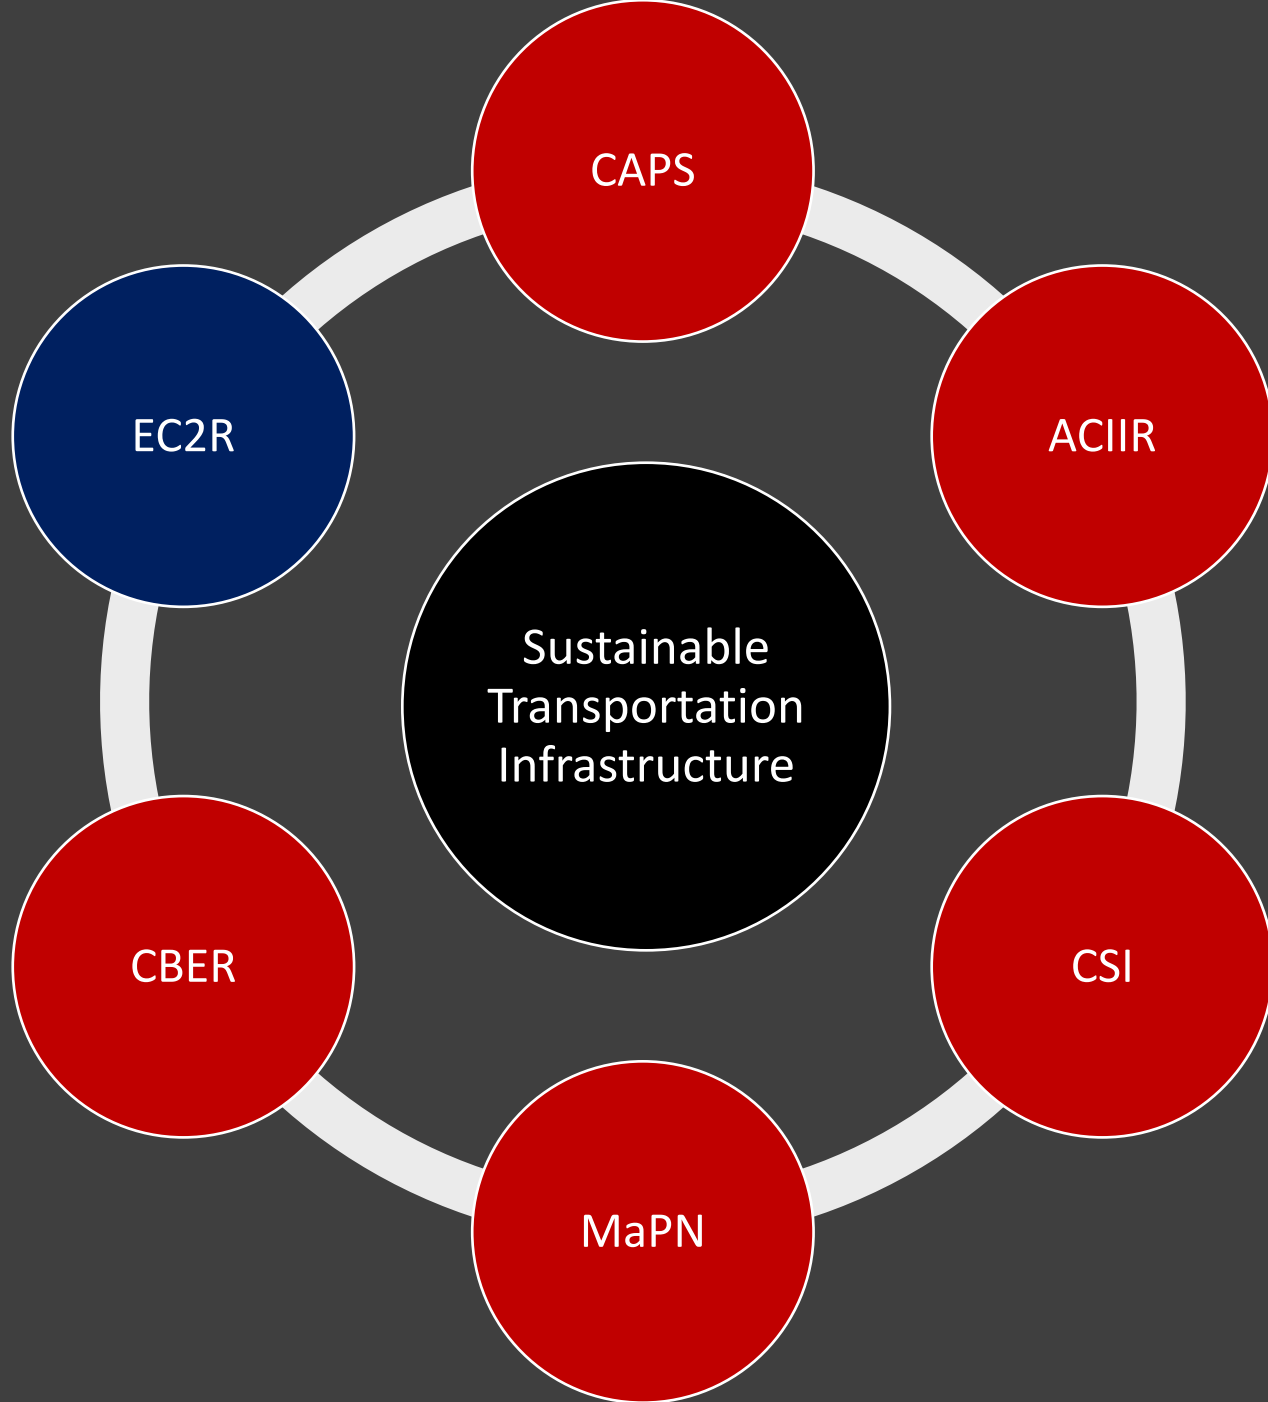 CAPS
EC2R
ACIIR
Sustainable
Transportation
Infrastructure
CBER
CSI
MaPN